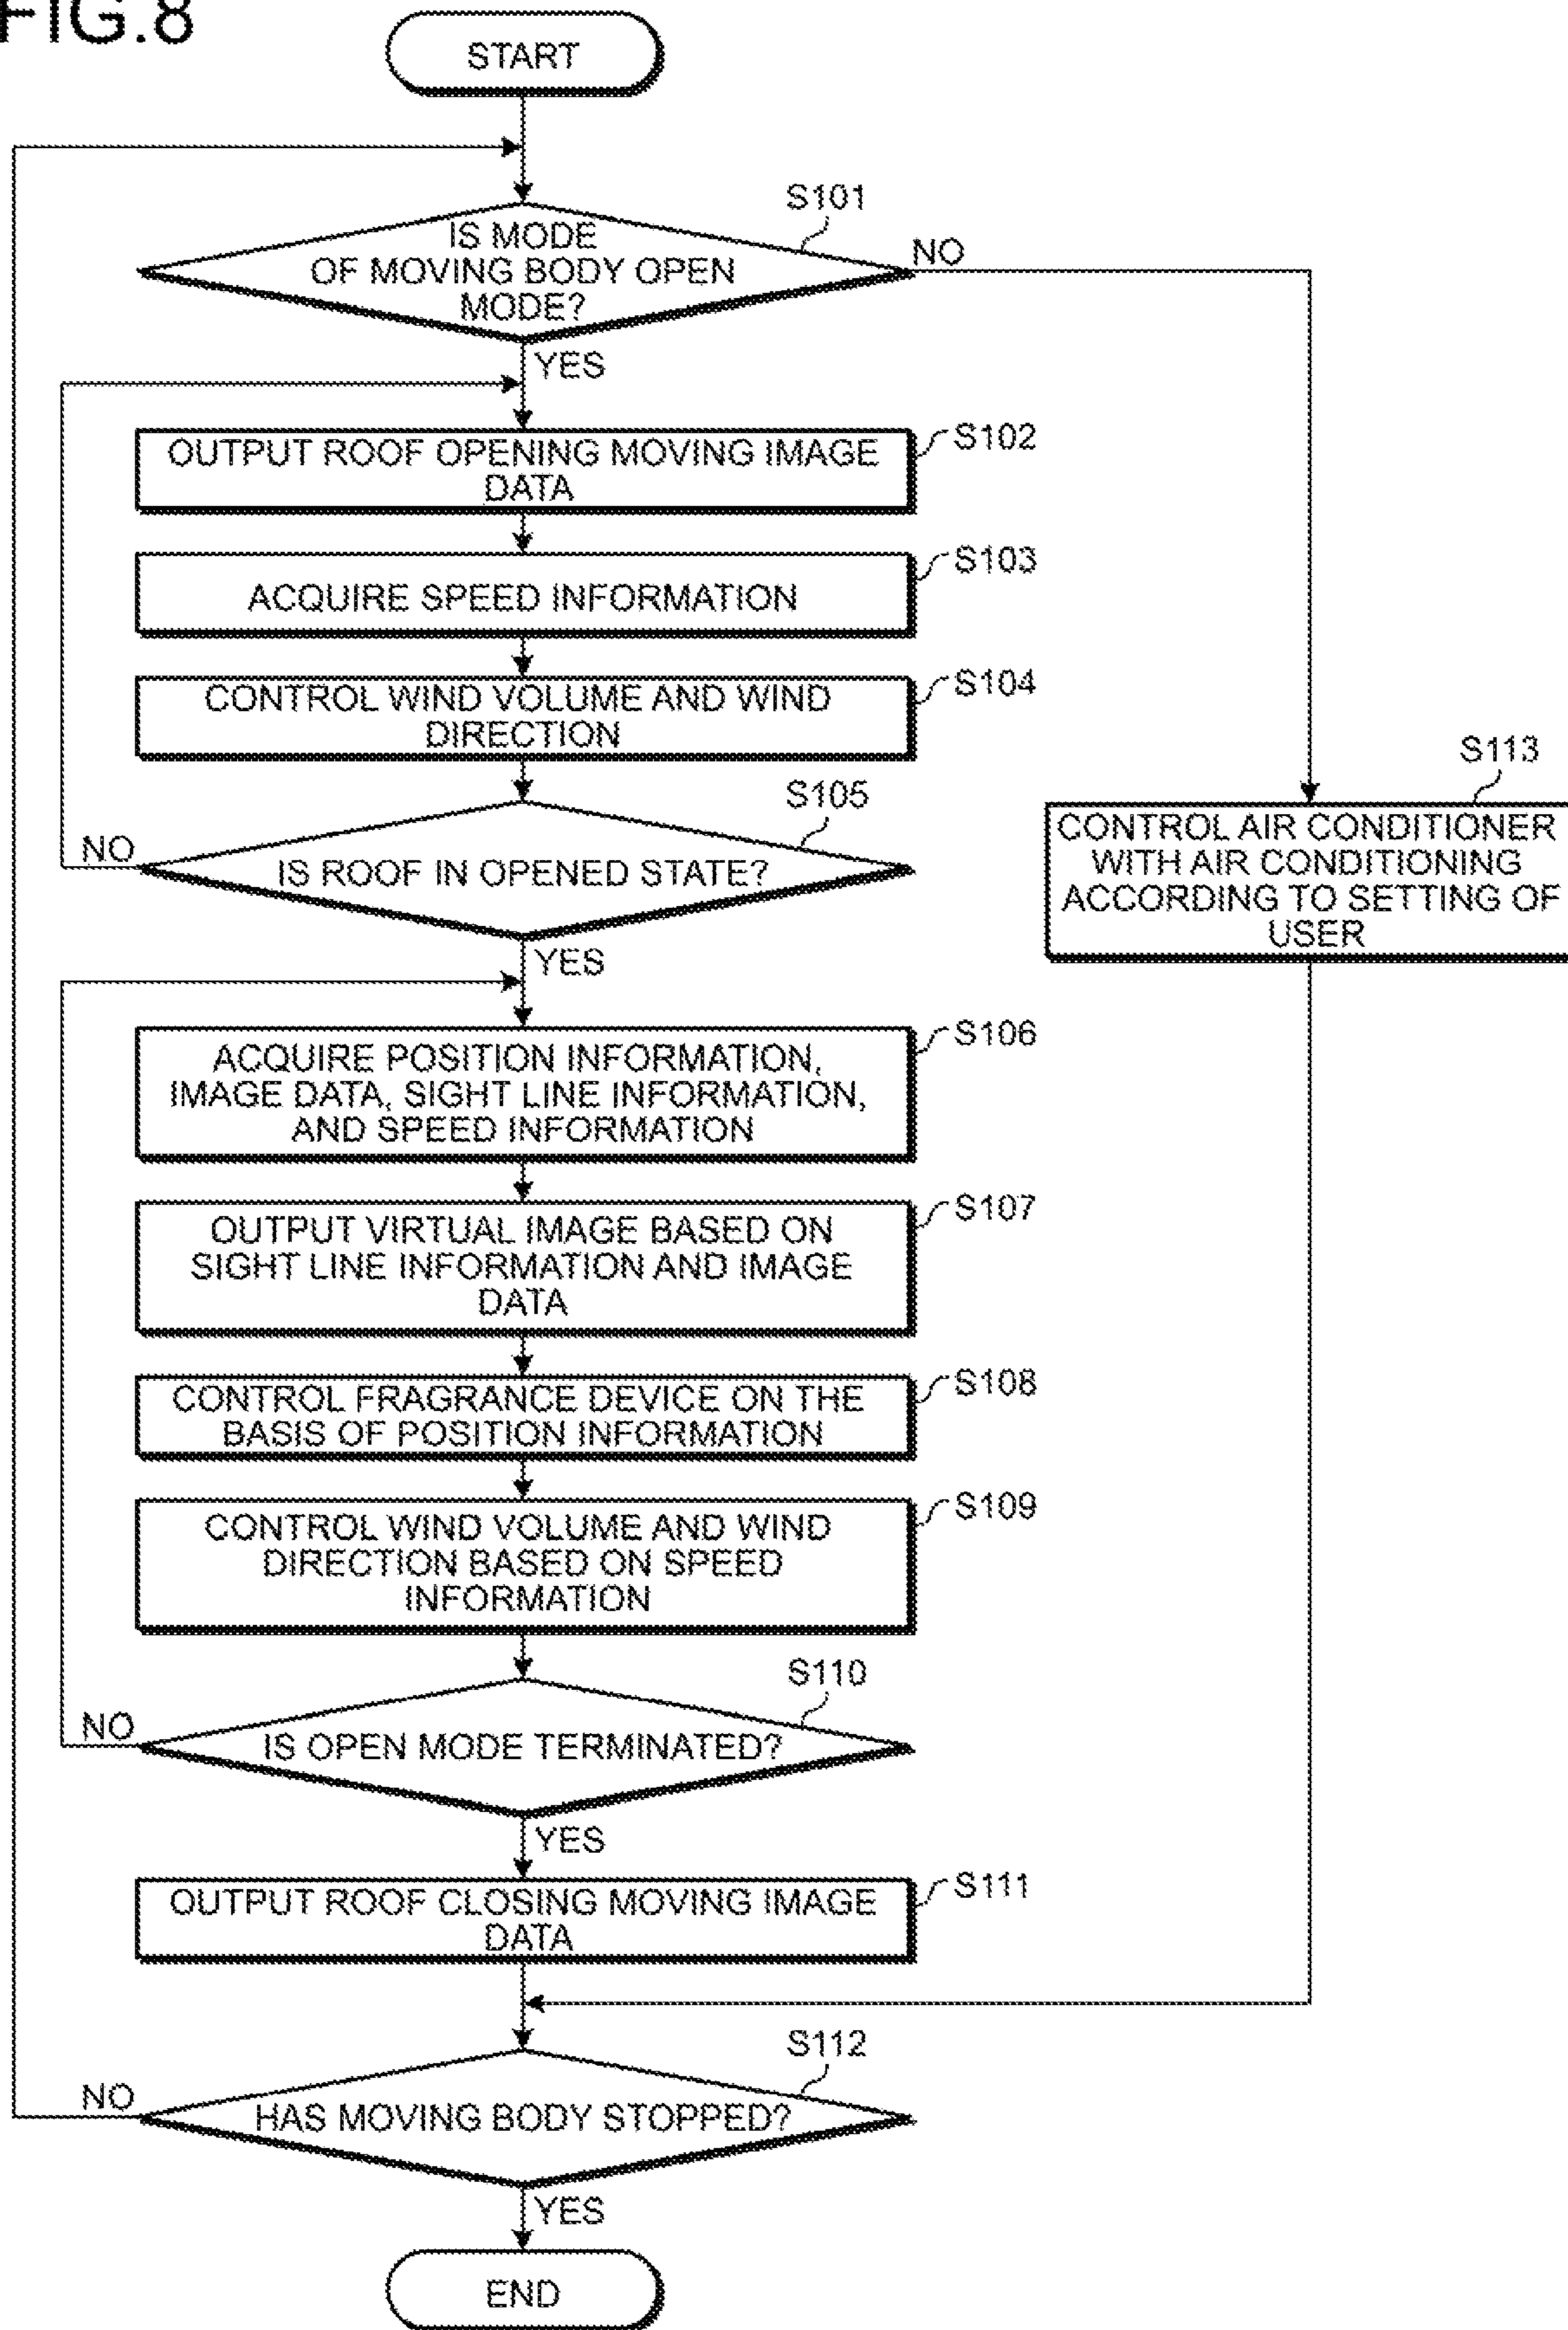 FIG.8
START
S101
IS MODE
OF MOVING BODY OPEN
MODE?
NO
YES
OUTPUT ROOF OPENING MOVING IMAGE
DATA
S102
ACQUIRE SPEED INFORMATION
S103
CONTROL WIND VOLUME AND WIND
DIRECTION
S104
S105
IS ROOF IN OPENED STATE?
NO
YES
S113
CONTROL AIR CONDITIONER
WITH AIR CONDITIONING
ACCORDING TO SETTING OF
USER
ACQUIRE POSITION INFORMATION,
IMAGE DATA, SIGHT LINE INFORMATION,
AND SPEED INFORMATION
S106
OUTPUT VIRTUAL IMAGE BASED ON
SIGHT LINE INFORMATION AND IMAGE
DATA
S107
CONTROL FRAGRANCE DEVICE ON THE
BASIS OF POSITION INFORMATION
S108
CONTROL WIND VOLUME AND WIND
DIRECTION BASED ON SPEED
INFORMATION
S109
S110
IS OPEN MODE TERMINATED?
NO
YES
OUTPUT ROOF CLOSING MOVING IMAGE
DATA
S111
S112
HAS MOVING BODY STOPPED?
NO
YES
END